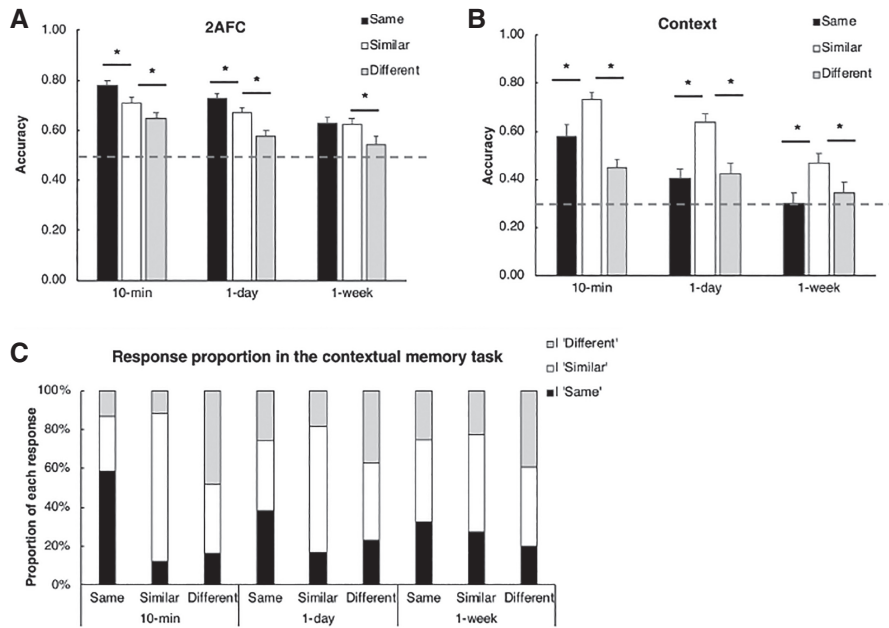 A
2AFC
Same
Similar
Different
1.00
0.80
0.60
0.40
0.20
0.00
Accuracy
* * * * *
10-min 1-day 1-week
B
Context
Same
Similar
Different
1.00
0.80
0.60
0.40
0.20
0.00
Accuracy
* * * * * *
10-min 1-day 1-week
C
Response proportion in the contextual memory task
I 'Different'
I 'Similar'
I 'Same'
100%
80%
60%
40%
20%
0%
Proportion of each response
Same Similar Different Same Similar Different Same Similar Different
10-min 1-day 1-week